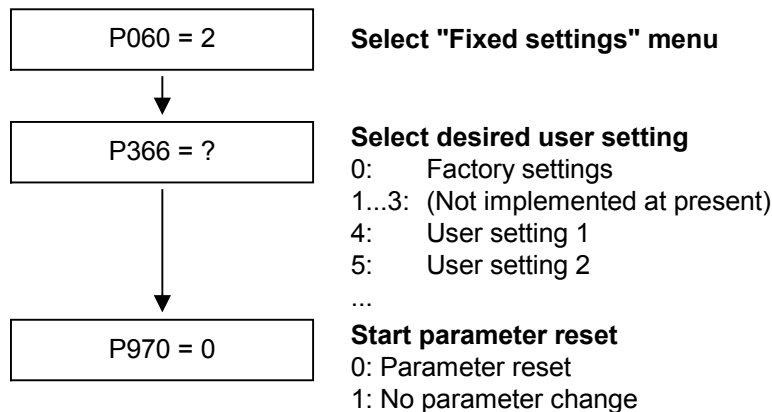 P060 = 2
Select "Fixed settings" menu
P366 = ?
Select desired user setting
0: Factory settings
1...3: (Not implemented at present)
4: User setting 1
5: User setting 2
...
P970 = 0
Start parameter reset
0: Parameter reset
1: No parameter change